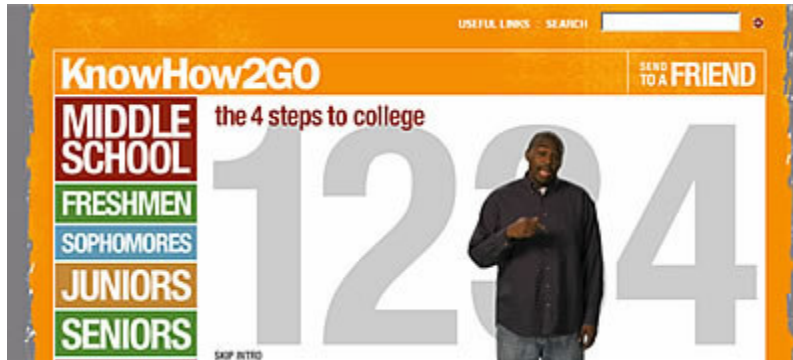 USEFUL LINKS : SEARCH
KnowHow2GO
SEND
TO A FRIEND
MIDDLE
SCHOOL
FRESHMEN
SOPHOMORES
JUNIORS
SENIORS
the 4 steps to college
1234
SKIP INTRO